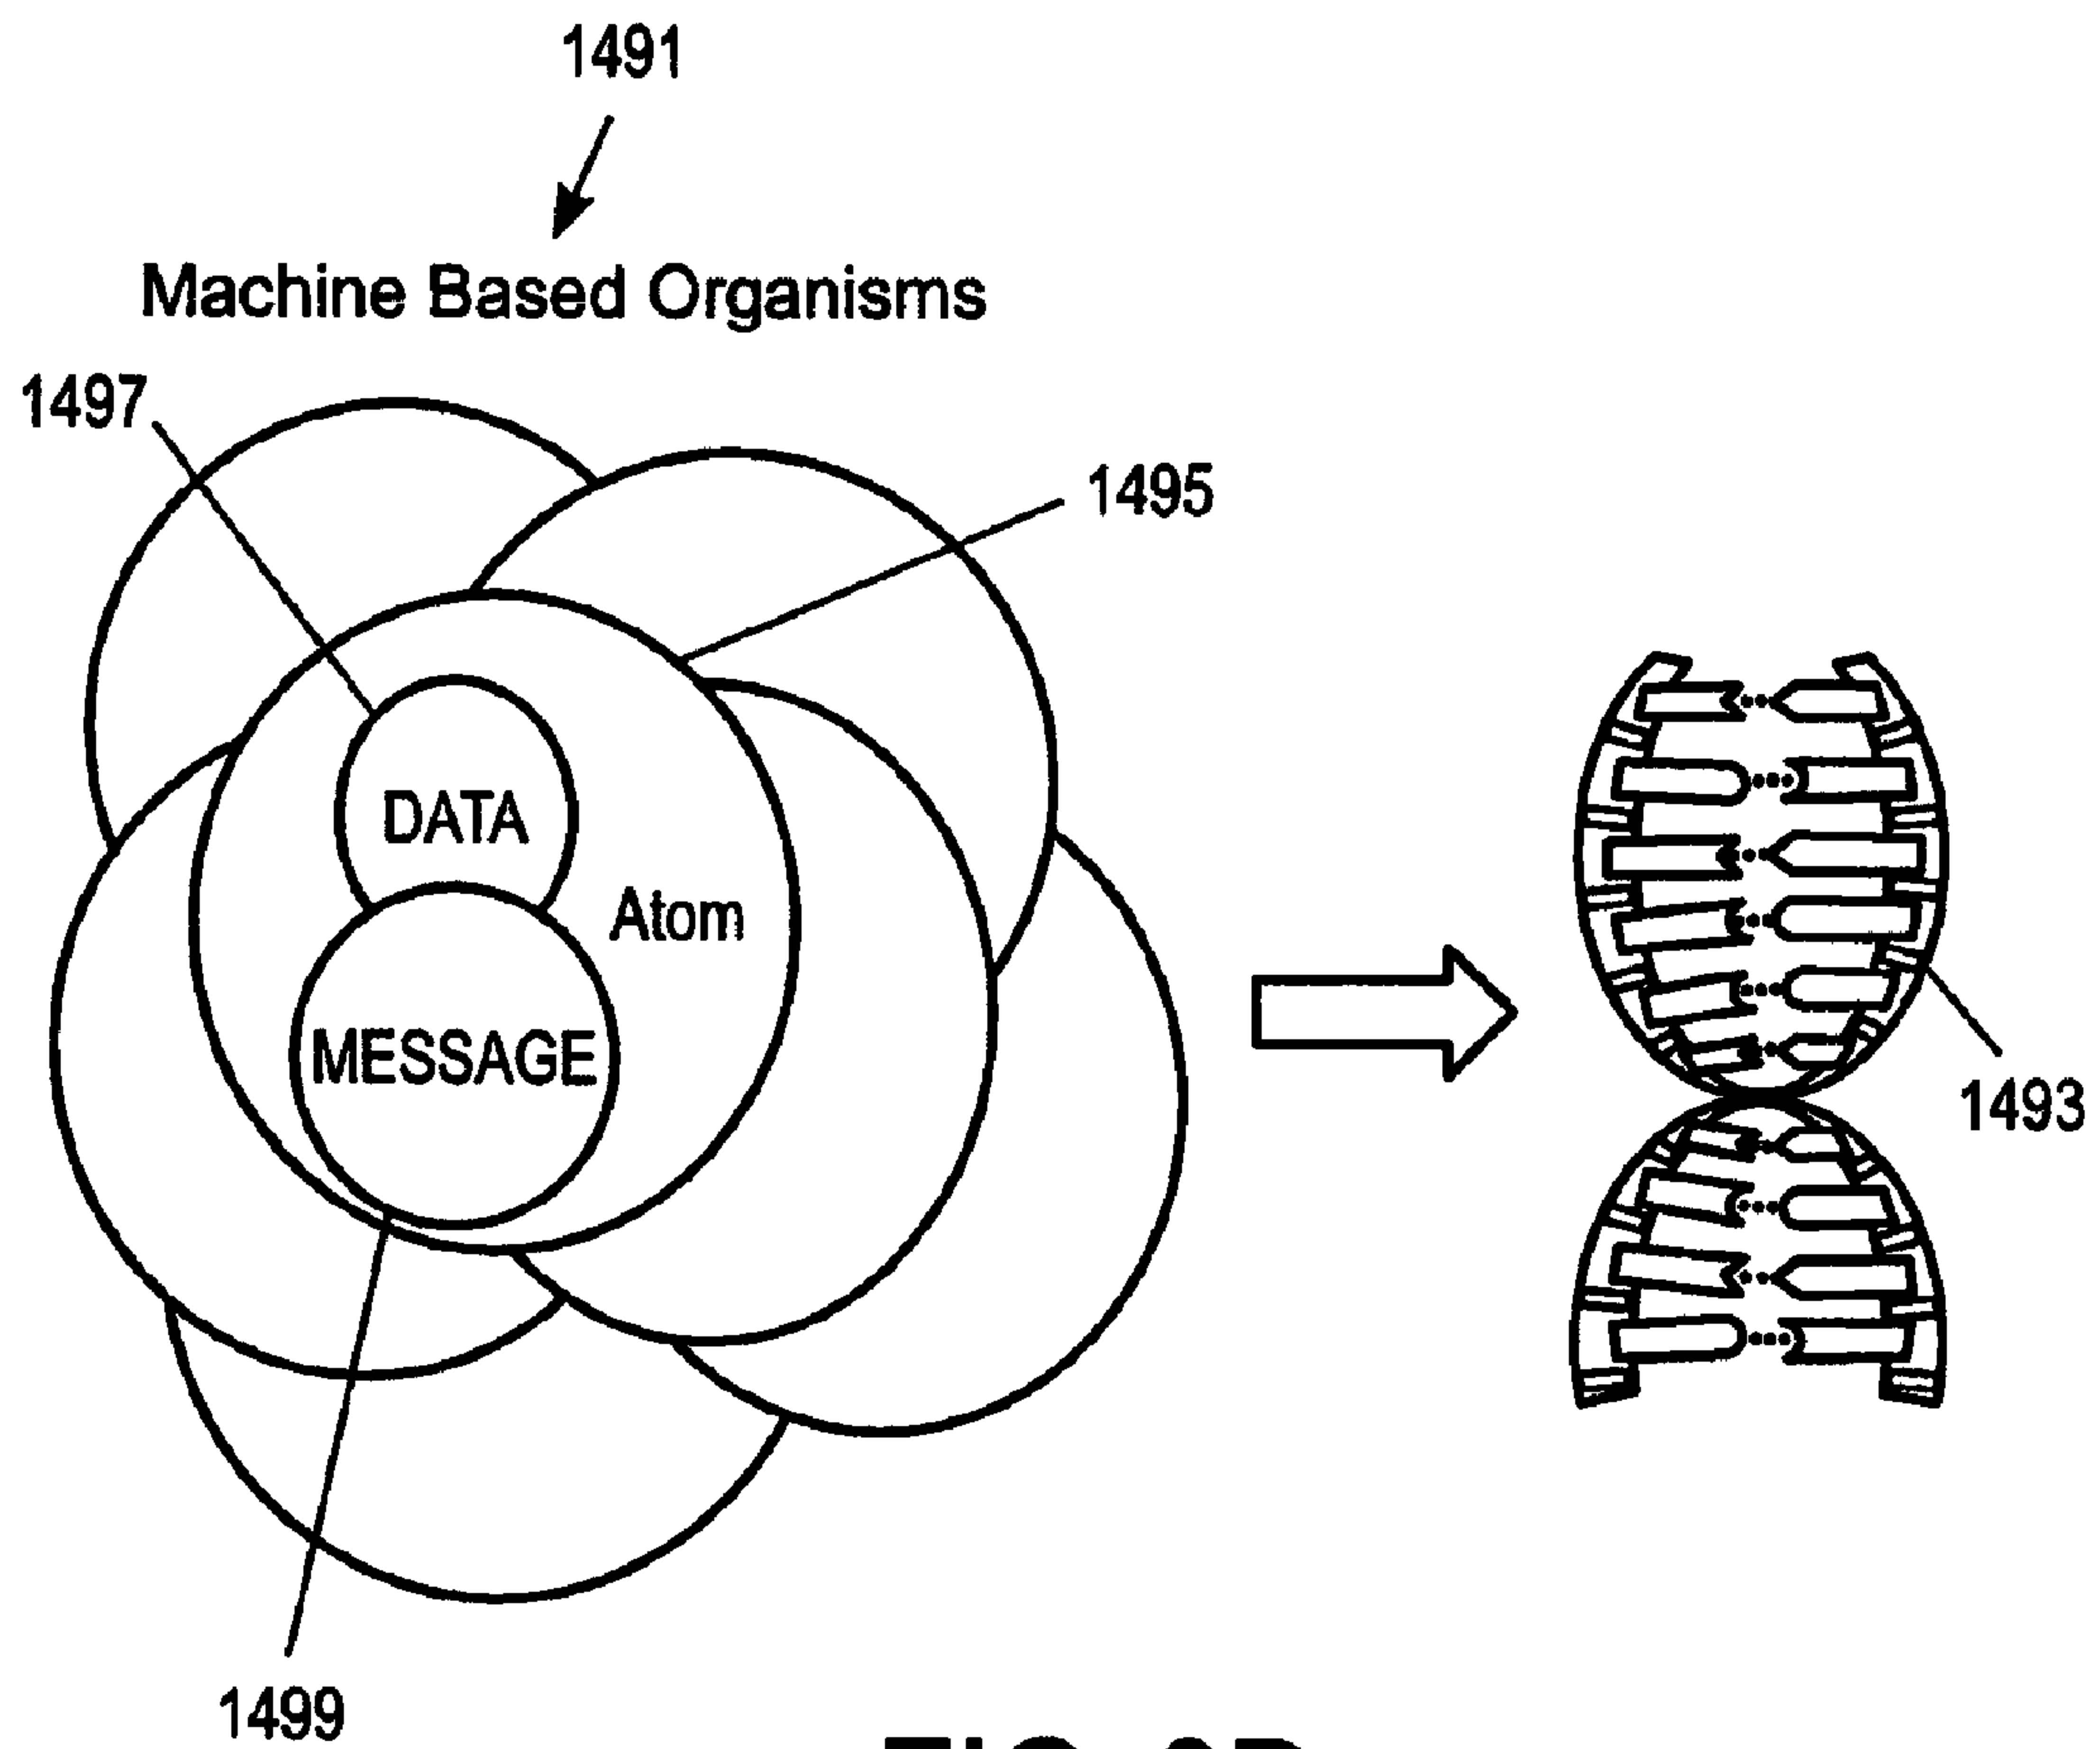 1491
Machine Based Organisms
1497
1495
DATA
Atom
MESSAGE
1493
1499